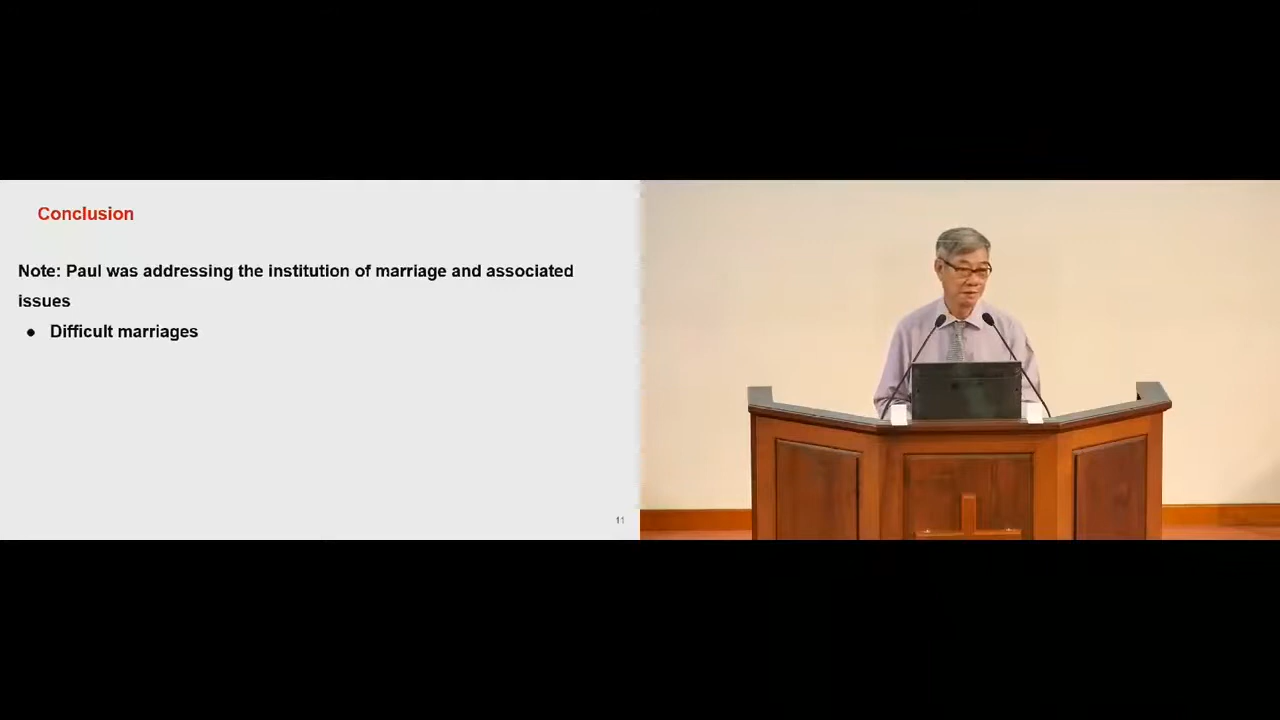 Conclusion
Note: Paul was addressing the institution of marriage and associated
issues
● Difficult marriages
11